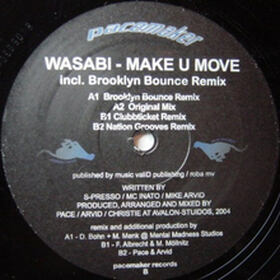 pacemaker
WASABI - MAKE U MOVE
incl. Brooklyn Bounce Remix
A1 Brooklyn Bounce Remix
A2 Original Mix
B1 Clubbticket Remix
B2 Nation Grooves Remix
published by music valiD publishing / roba mv
WRITTEN BY
S-PRESSO / MC INATO / MIKE ARVID
PRODUCED, ARRANGED AND MIXED BY
PACE / ARVID / CHRISTIE AT AVALON-STUIDOS, 2004
remix and additional production by
A1 - D. Bohn + M. Menk @ Mental Madness Studios
B1 - F. Albrecht & M. Möllnitz
B2 - Pace & Arvid
pacemaker records
B